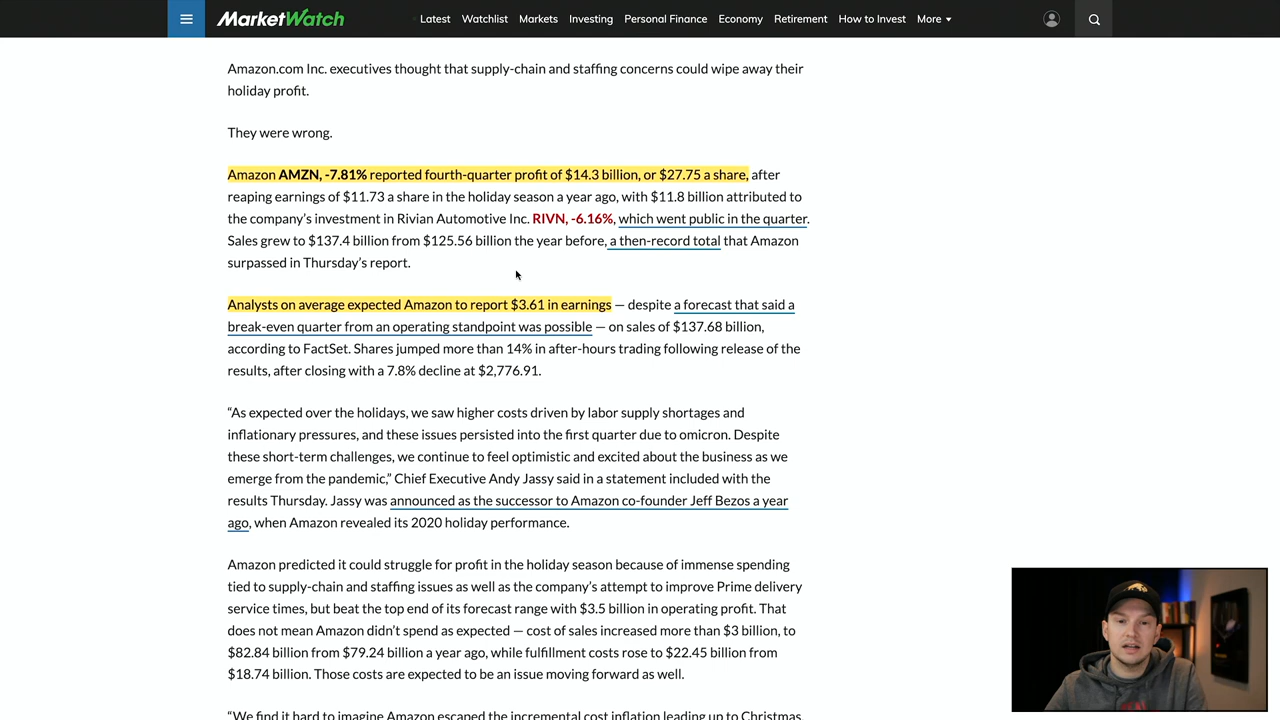 MarketWatch Latest Watchlist Markets Investing Personal Finance Economy Retirement How to Invest More
Amazon.com Inc. executives thought that supply-chain and staffing concerns could wipe away their
holiday profit.
They were wrong.
Amazon AMZN, -7.81% reported fourth-quarter profit of $14.3 billion, or $27.75 a share, after
reaping earnings of $11.73 a share in the holiday season a year ago, with $11.8 billion attributed to
the company’s investment in Rivian Automotive Inc. RIVN, -6.16%, which went public in the quarter.
Sales grew to $137.4 billion from $125.56 billion the year before, a then-record total that Amazon
surpassed in Thursday’s report.
Analysts on average expected Amazon to report $3.61 in earnings — despite a forecast that said a
break-even quarter from an operating standpoint was possible — on sales of $137.68 billion,
according to FactSet. Shares jumped more than 14% in after-hours trading following release of the
results, after closing with a 7.8% decline at $2,776.91.
“As expected over the holidays, we saw higher costs driven by labor supply shortages and
inflationary pressures, and these issues persisted into the first quarter due to omicron. Despite
these short-term challenges, we continue to feel optimistic and excited about the business as we
emerge from the pandemic,” Chief Executive Andy Jassy said in a statement included with the
results Thursday. Jassy was announced as the successor to Amazon co-founder Jeff Bezos a year
ago, when Amazon revealed its 2020 holiday performance.
Amazon predicted it could struggle for profit in the holiday season because of immense spending
tied to supply-chain and staffing issues as well as the company’s attempt to improve Prime delivery
service times, but beat the top end of its forecast range with $3.5 billion in operating profit. That
does not mean Amazon didn’t spend as expected — cost of sales increased more than $3 billion, to
$82.84 billion from $79.24 billion a year ago, while fulfillment costs rose to $22.45 billion from
$18.74 billion. Those costs are expected to be an issue moving forward as well.
“We find it hard to imagine Amazon escaped the incremental cost inflation leading up to Christmas,